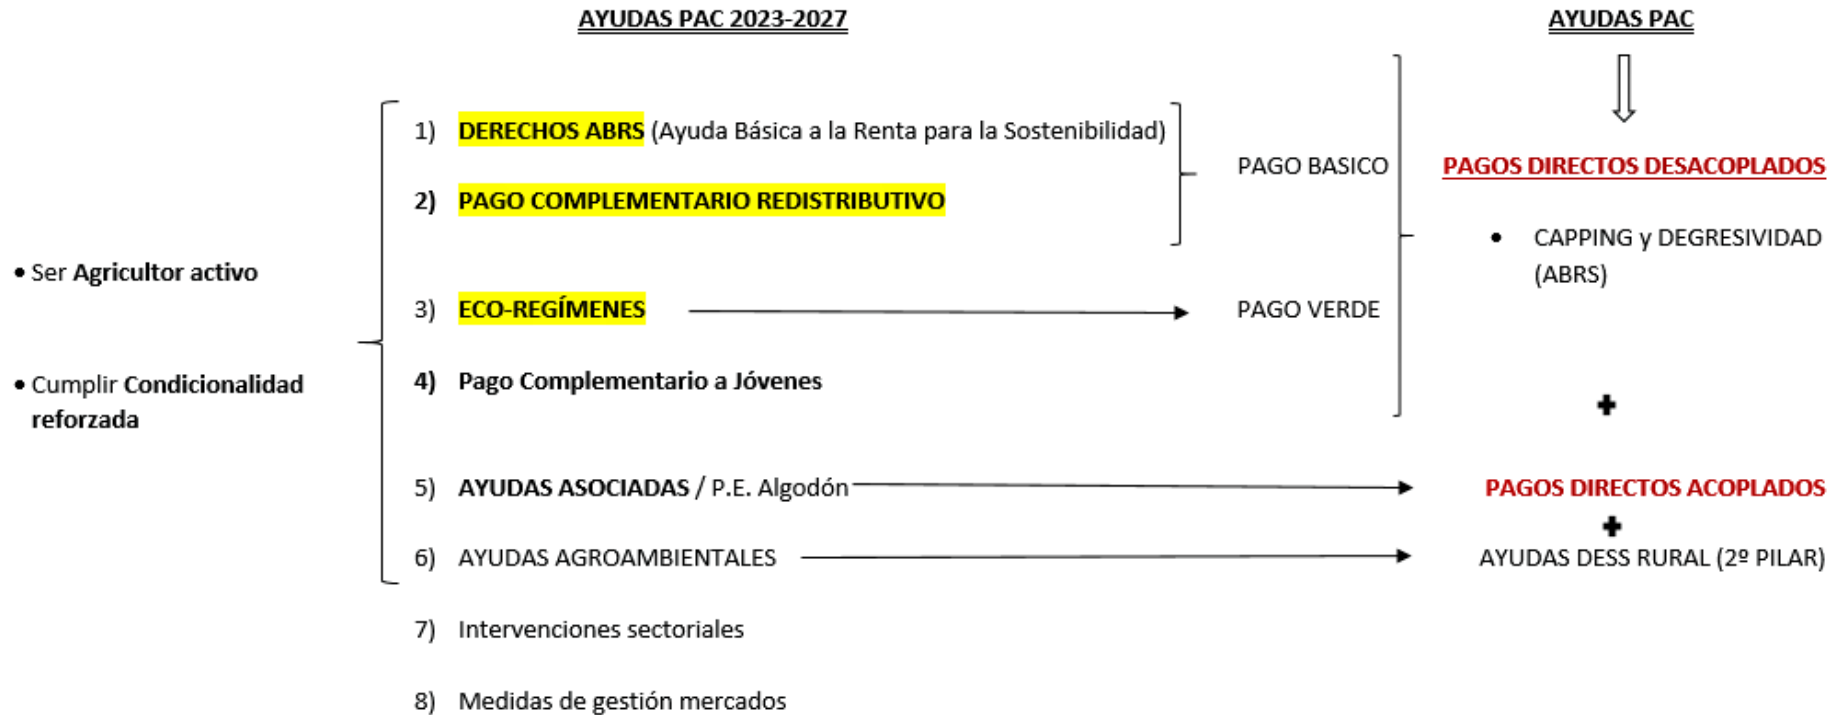 AYUDAS PAC 2023-2027
AYUDAS PAC
1) DERECHOS ABRS (Ayuda Básica a la Renta para la Sostenibilidad)
PAGO BASICO
PAGOS DIRECTOS DESACOPLADOS
2) PAGO COMPLEMENTARIO REDISTRIBUTIVO
• CAPPING y DEGRESIVIDAD
(ABRS)
• Ser Agricultor activo
3) ECO-REGÍMENES
PAGO VERDE
• Cumplir Condicionalidad
reforzada
4) Pago Complementario a Jóvenes
5) AYUDAS ASOCIADAS / P.E. Algodón
PAGOS DIRECTOS ACOPLADOS
6) AYUDAS AGROAMBIENTALES
AYUDAS DESS RURAL (2º PILAR)
7) Intervenciones sectoriales
8) Medidas de gestión mercados